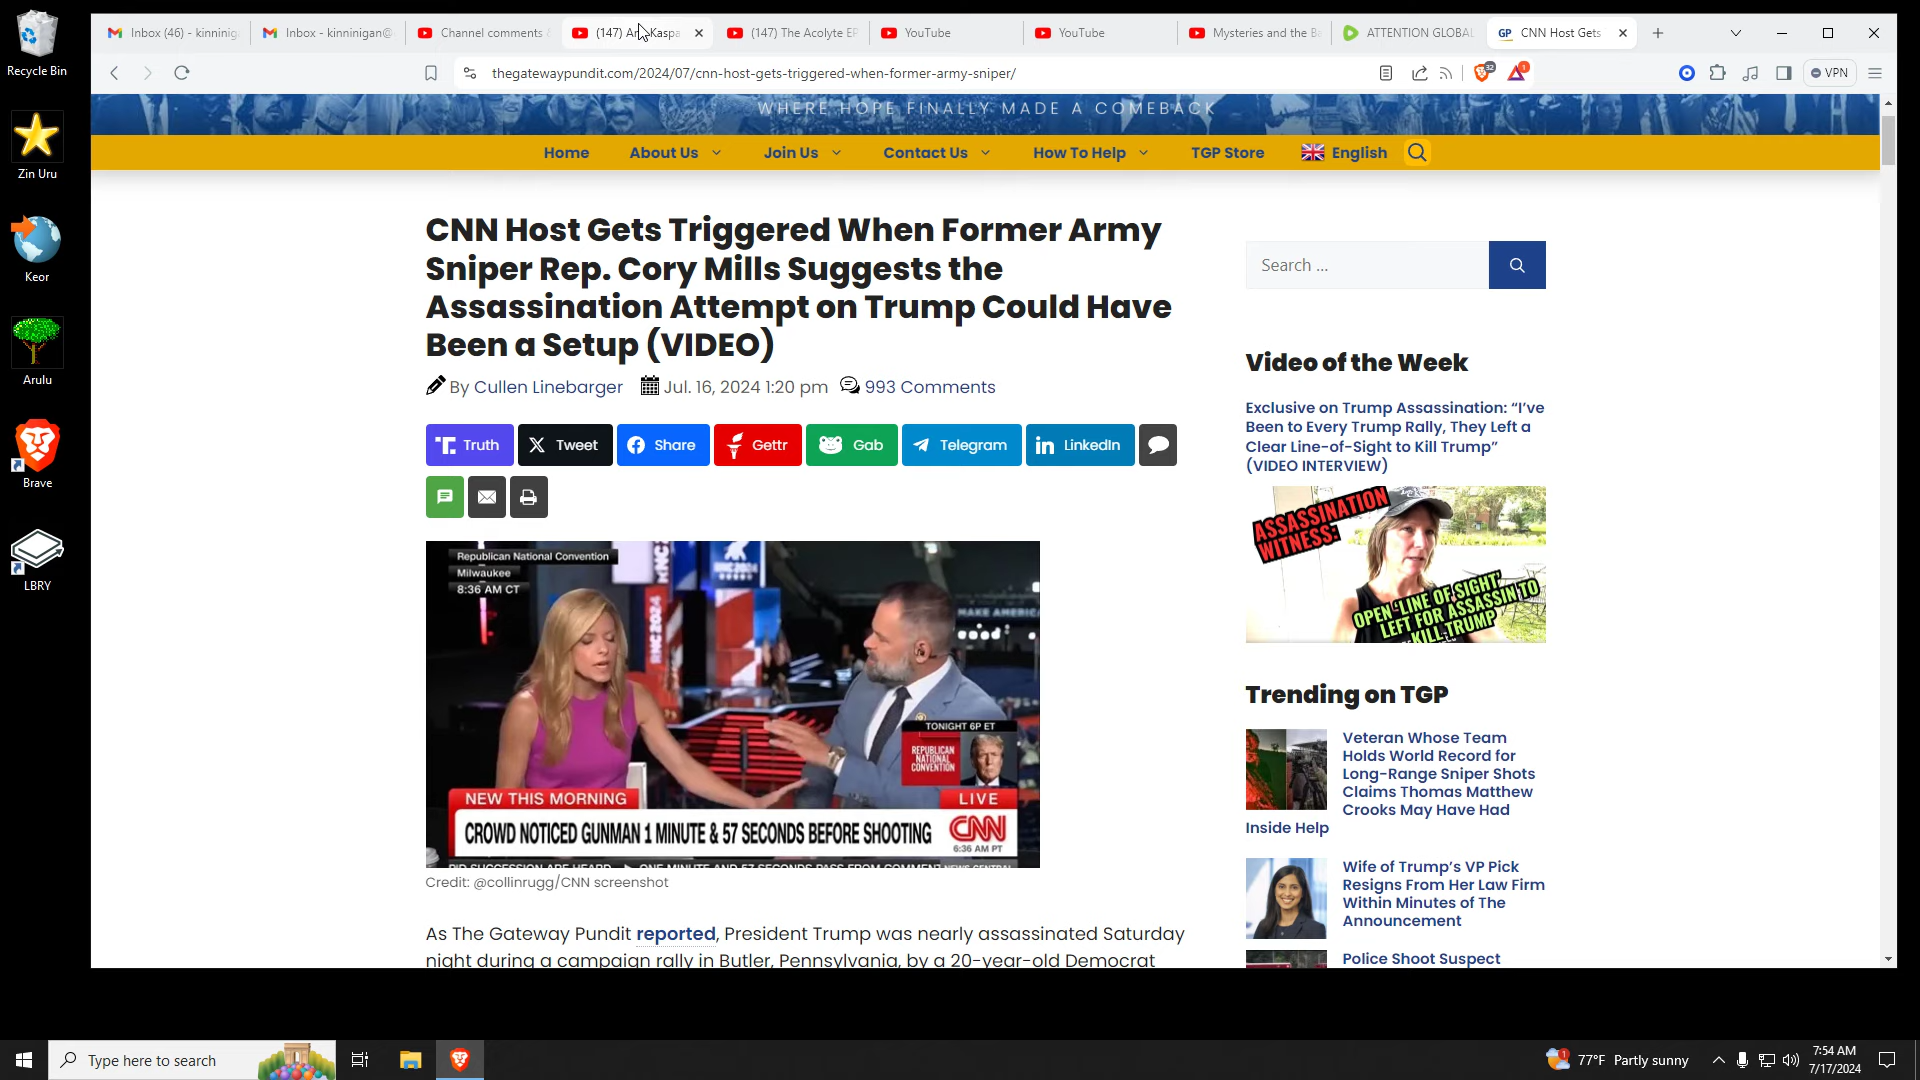 Recycle Bin
Zin Uru
Keor
Arulu
Brave
LBRY
Inbox (46) - kinninig
Inbox - kinninigan@
Channel comments &
(147) An Kaspa
(147) The Acolyte EP
YouTube
YouTube
Mysteries and the Ba
ATTENTION GLOBAL
GP CNN Host Gets
thegatewaypundit.com/2024/07/cnn-host-gets-triggered-when-former-army-sniper/
32
1
VPN
WHERE HOPE FINALLY MADE A COMEBACK
Home About Us Join Us Contact Us How To Help TGP Store English
CNN Host Gets Triggered When Former Army
Sniper Rep. Cory Mills Suggests the
Assassination Attempt on Trump Could Have
Been a Setup (VIDEO)
By Cullen Linebarger Jul. 16, 2024 1:20 pm 993 Comments
Truth Tweet Share Gettr Gab Telegram LinkedIn
Republican National Convention
Milwaukee
8:36 AM CT
RNC2024
MAKE AMERICA
TONIGHT 6P ET
REPUBLICAN
NATIONAL
CONVENTION
NEW THIS MORNING
LIVE
CROWD NOTICED GUNMAN 1 MINUTE & 57 SECONDS BEFORE SHOOTING
CNN
6:36 AM PT
NEWS CENTRAL
Credit: @collinrugg/CNN screenshot
As The Gateway Pundit reported, President Trump was nearly assassinated Saturday
night during a campaign rally in Butler, Pennsylvania, by a 20-year-old Democrat
Search ...
Video of the Week
Exclusive on Trump Assassination: “I’ve
Been to Every Trump Rally, They Left a
Clear Line-of-Sight to Kill Trump”
(VIDEO INTERVIEW)
ASSASSINATION
WITNESS:
OPEN 'LINE OF SIGHT'
LEFT FOR ASSASSIN TO
KILL TRUMP
Trending on TGP
Veteran Whose Team
Holds World Record for
Long-Range Sniper Shots
Claims Thomas Matthew
Crooks May Have Had
Inside Help
Wife of Trump’s VP Pick
Resigns From Her Law Firm
Within Minutes of The
Announcement
Police Shoot Suspect
Type here to search
1
77°F Partly sunny
7:54 AM
7/17/2024